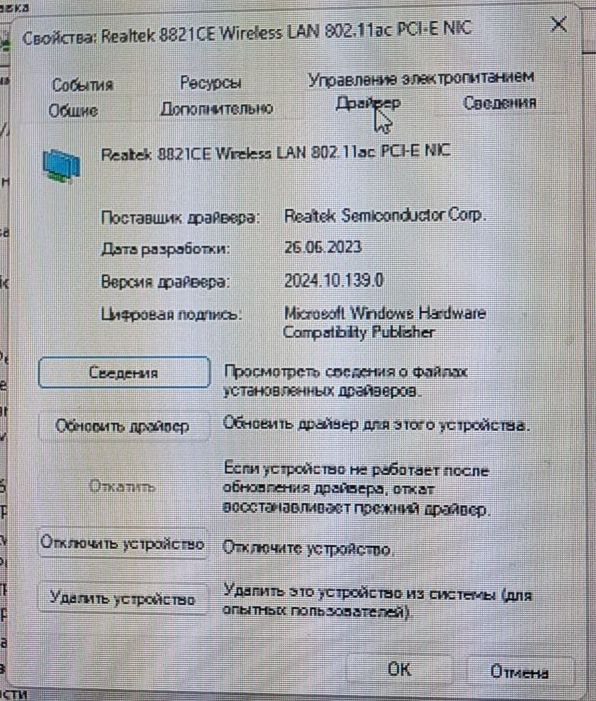 Свойства: Realtek 8821CE Wireless LAN 802.11ac PCI-E NIC
События Ресурсы Управление электропитанием
Общие Дополнительно Драйвер Сведения
Realtek 8821CE Wireless LAN 802.11ac PCI-E NIC
Поставщик драйвера: Realtek Semiconductor Corp.
Дата разработки: 26.06.2023
Версия драйвера: 2024.10.139.0
Цифровая подпись: Microsoft Windows Hardware
Compatibility Publisher
Сведения
Просмотреть сведения о файлах
установленных драйверов.
Обновить драйвер
Обновить драйвер для этого устройства.
Откатить
Если устройство не работает после
обновления драйвера, откат
восстанавливает прежний драйвер.
Отключить устройство
Отключите устройство.
Удалить устройство
Удалить это устройство из системы (для
опытных пользователей).
OK Отмена